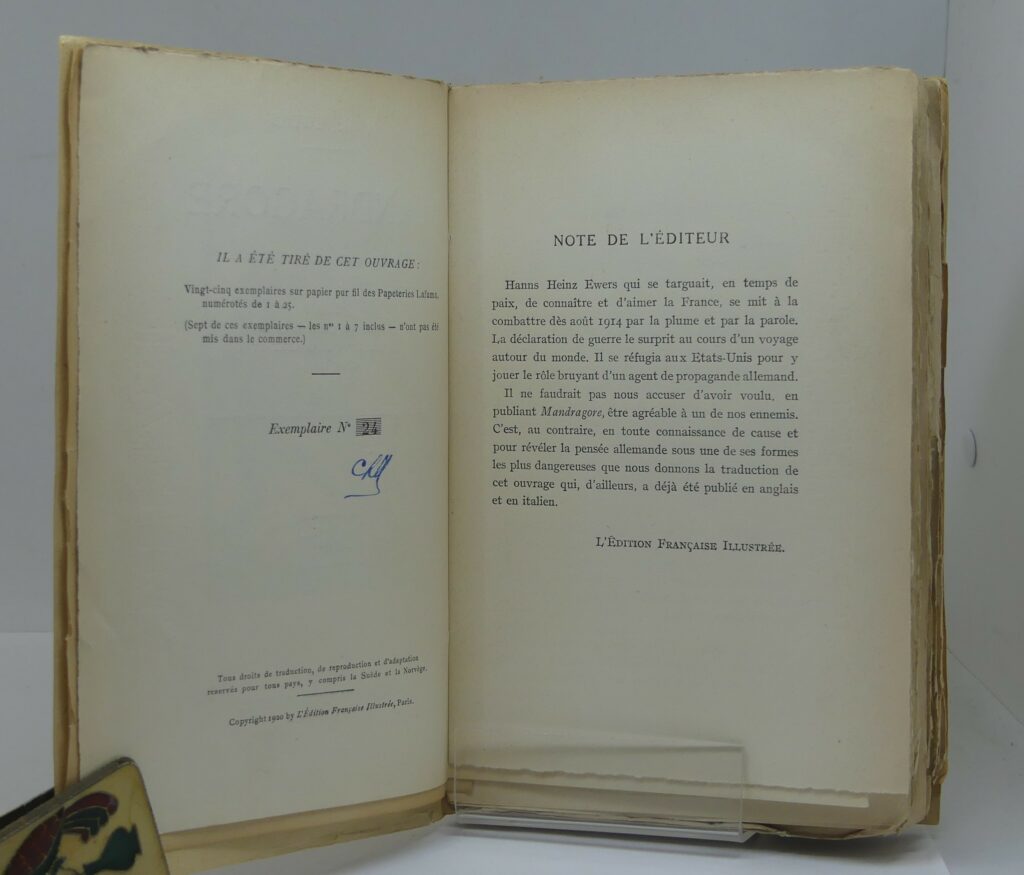 IL A ÉTÉ TIRÉ DE CET OUVRAGE :
Vingt-cinq exemplaires sur papier pur fil des Papeteries Lafuma,
numérotés de 1 à 25.
(Sept de ces exemplaires — les nos 1 à 7 inclus — n'ont pas été
mis dans le commerce.)
Exemplaire N° 24
Tous droits de traduction, de reproduction et d'adaptation
réservés pour tous pays, y compris la Suède et la Norvège.
Copyright 1920 by L'Édition Française Illustrée, Paris.
NOTE DE L'ÉDITEUR
Hanns Heinz Ewers qui se targuait, en temps de
paix, de connaître et d'aimer la France, se mit à la
combattre dès août 1914 par la plume et par la parole.
La déclaration de guerre le surprit au cours d'un voyage
autour du monde. Il se réfugia aux Etats-Unis pour y
jouer le rôle bruyant d'un agent de propagande allemand.
Il ne faudrait pas nous accuser d'avoir voulu, en
publiant Mandragore, être agréable à un de nos ennemis.
C'est, au contraire, en toute connaissance de cause et
pour révéler la pensée allemande sous une de ses formes
les plus dangereuses que nous donnons la traduction de
cet ouvrage qui, d'ailleurs, a déjà été publié en anglais
et en italien.
L'ÉDITION FRANÇAISE ILLUSTRÉE.